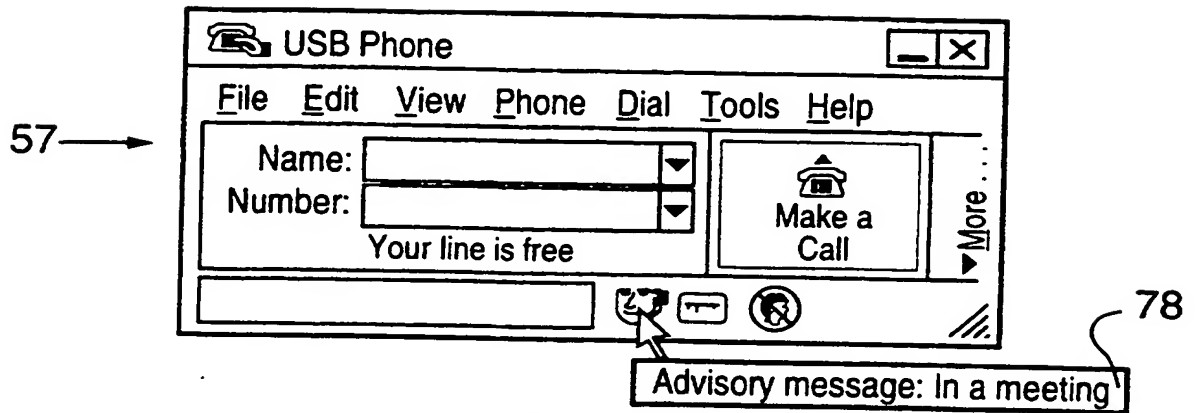 USB Phone
File Edit View Phone Dial Tools Help
57
Name:
Number:
Your line is free
Make a
Call
More ...
78
Advisory message: In a meeting